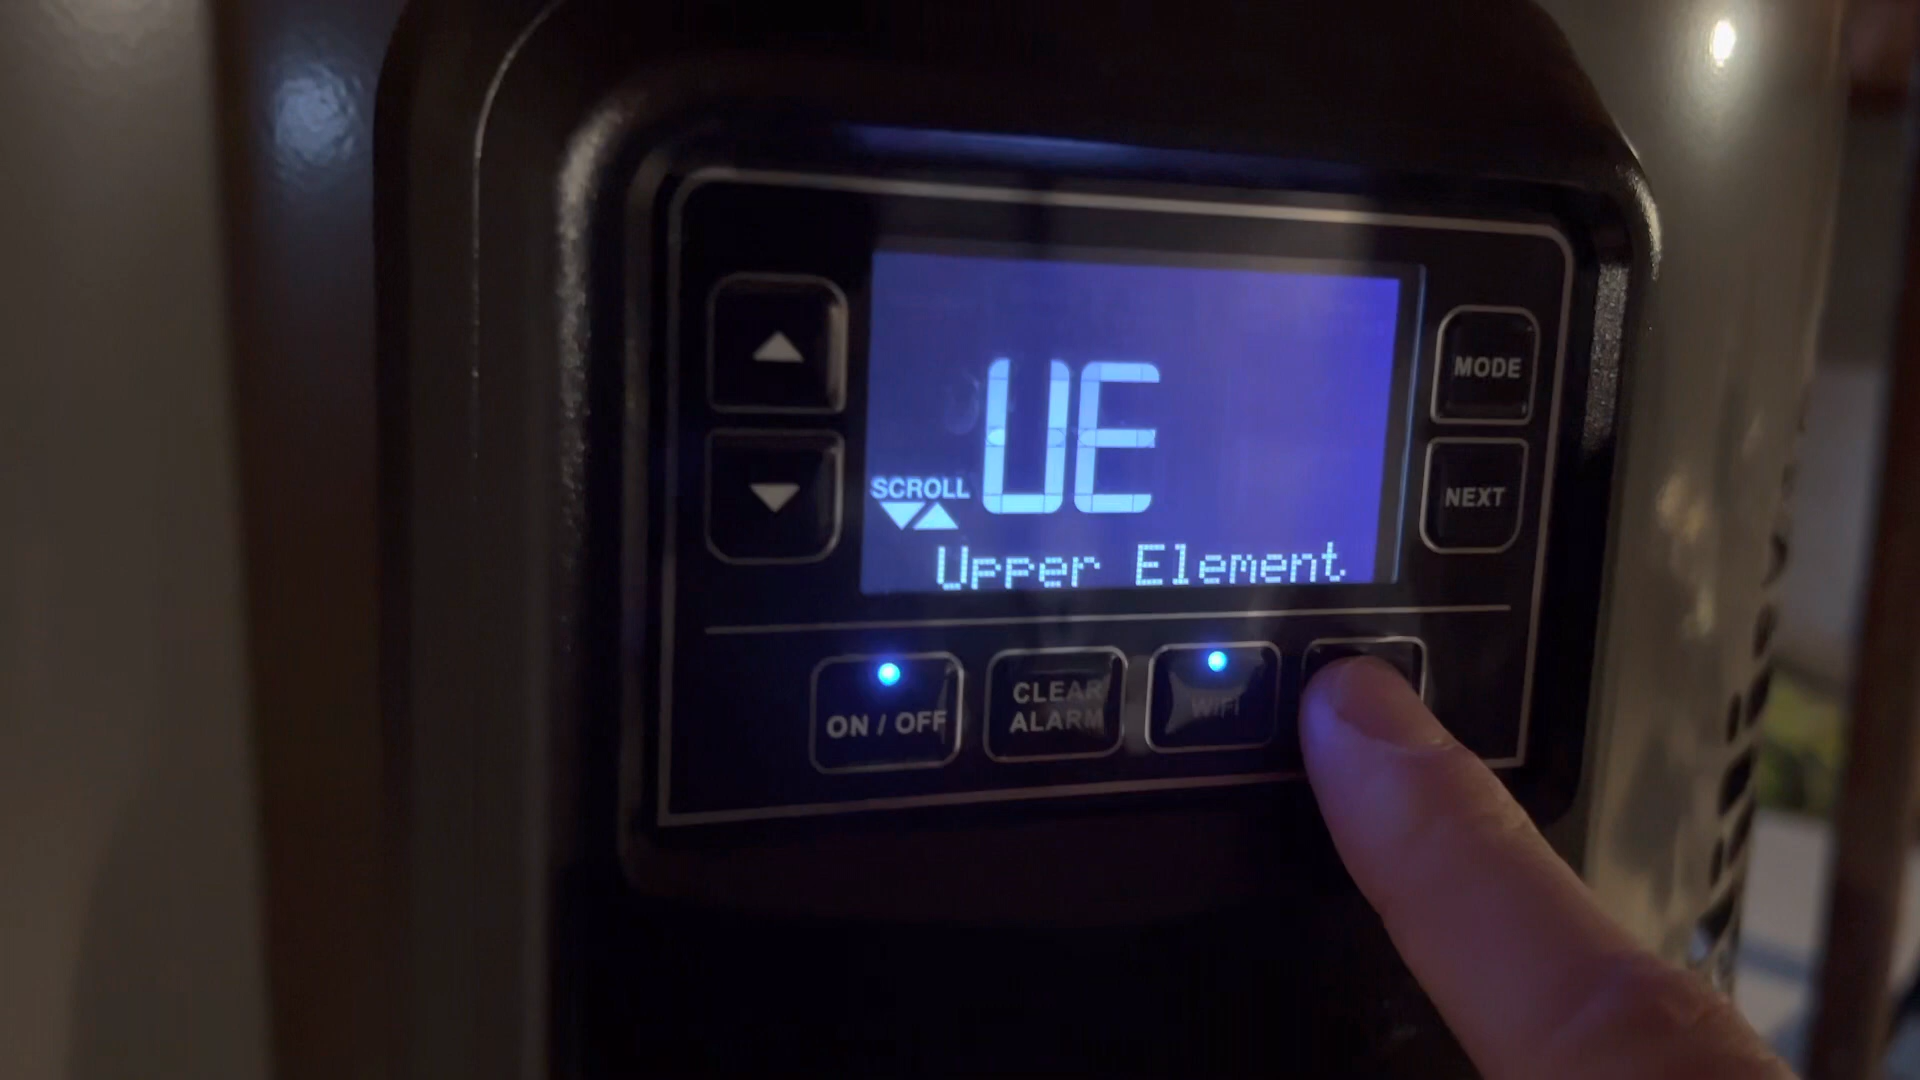 MODE
UE
SCROLL
NEXT
Upper Element
ON / OFF
CLEAR
ALARM
WiFi